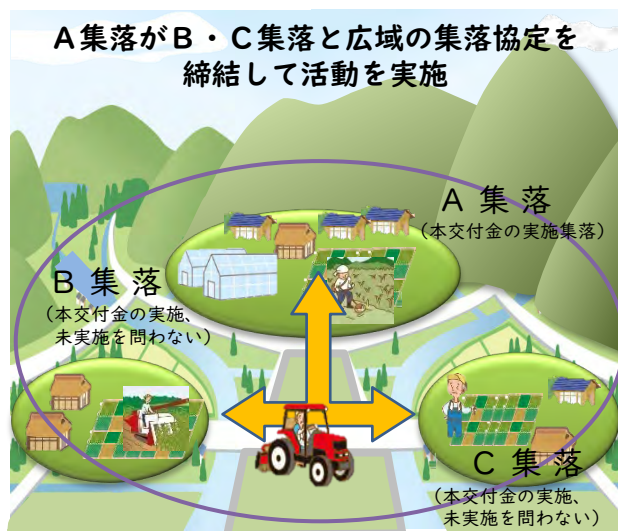 A集落がB・C集落と広域の集落協定を
締結して活動を実施
A 集 落
(本交付金の実施集落)
B 集 落
(本交付金の実施、
未実施を問わない)
C 集 落
(本交付金の実施、
未実施を問わない)